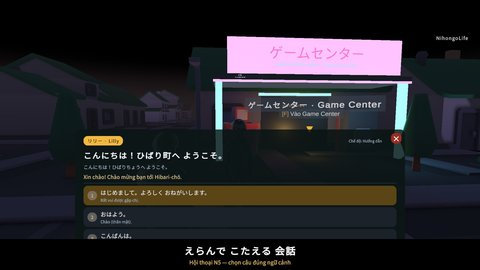 NihongoLife
ゲームセンター
ゲームセンター · Game Center
[F] Vào Game Center
リリー · Lilly
Chế độ: Hướng dẫn
こんにちは！ひばり町へ ようこそ。
こんにちは！ひばりちょうへ ようこそ。
Xin chào! Chào mừng bạn tới Hibari-chō.
1 はじめまして。よろしく おねがいします。
Rất vui được gặp chị.
2 おはよう。
Chào (thân mật).
3 こんばんは。
えらんで こたえる 会話
Hội thoại N5 — chọn câu đúng ngữ cảnh